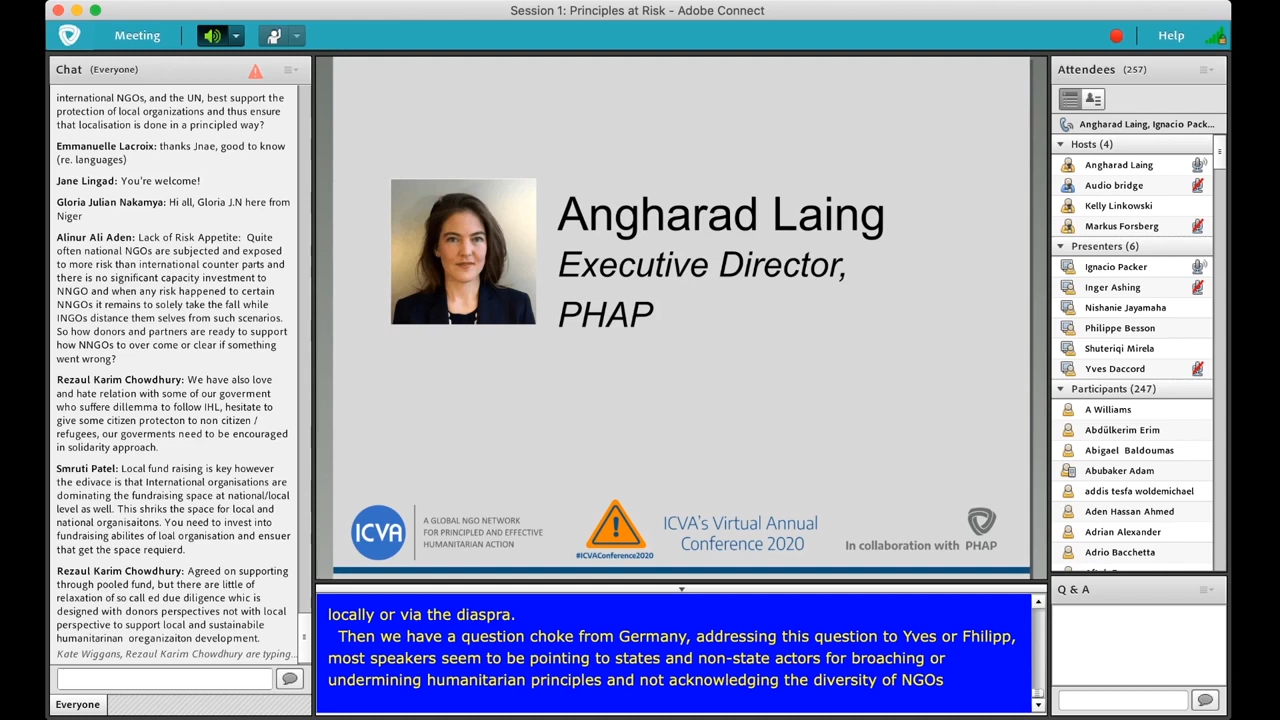 Session 1: Principles at Risk - Adobe Connect
Meeting
Help
Chat (Everyone)
international NGOs, and the UN, best support the
protection of local organizations and thus ensure
that localisation is done in a principled way?
Emmanuelle Lacroix: thanks Jnae, good to know
(re. languages)
Jane Lingad: You're welcome!
Gloria Julian Nakamya: Hi all, Gloria J.N here from
Niger
Alinur Ali Aden: Lack of Risk Appetite: Quite
often national NGOs are subjected and exposed
to more risk than international counter parts and
there is no significant capacity investment to
NNGO and when any risk happened to certain
NNGOs it remains to solely take the fall while
INGOs distance them selves from such scenarios.
So how donors and partners are ready to support
how NNGOs to over come or clear if something
went wrong?
Rezaul Karim Chowdhury: We have also love
and hate relation with some of our goverment
who suffere dillemma to follow IHL, hesitate to
give some citizen protecton to non citizen /
refugees, our goverments need to be encouraged
in solidarity approach.
Smruti Patel: Local fund raising is key however
the edivace is that International organisations are
dominating the fundraising space at national/local
level as well. This shriks the space for local and
national organisaitons. You need to invest into
fundraising abilites of loal organisation and ensuer
that get the space requierd.
Rezaul Karim Chowdhury: Agreed on supporting
through pooled fund, but there are little of
relaxation of so call ed due diligence whic is
designed with donors perspectives not with local
perspective to support local and sustainabile
humanitarian oreganizaiton development.
Kate Wiggans, Rezaul Karim Chowdhury are typing...
Everyone
Angharad Laing
Executive Director,
PHAP
ICVA
A GLOBAL NGO NETWORK
FOR PRINCIPLED AND EFFECTIVE
HUMANITARIAN ACTION
#ICVAConference2020
ICVA's Virtual Annual
Conference 2020
In collaboration with PHAP
locally or via the diaspra.
Then we have a question choke from Germany, addressing this question to Yves or Fhilipp,
most speakers seem to be pointing to states and non-state actors for broaching or
undermining humanitarian principles and not acknowledging the diversity of NGOs
Attendees (257)
Angharad Laing, Ignacio Pack...
Hosts (4)
Angharad Laing
Audio bridge
Kelly Linkowski
Markus Forsberg
Presenters (6)
Ignacio Packer
Inger Ashing
Nishanie Jayamaha
Philippe Besson
Shuteriqi Mirela
Yves Daccord
Participants (247)
A Williams
Abdülkerim Erim
Abigael Baldoumas
Abubaker Adam
addis tesfa woldemichael
Aden Hassan Ahmed
Adrian Alexander
Adrio Bacchetta
Q & A